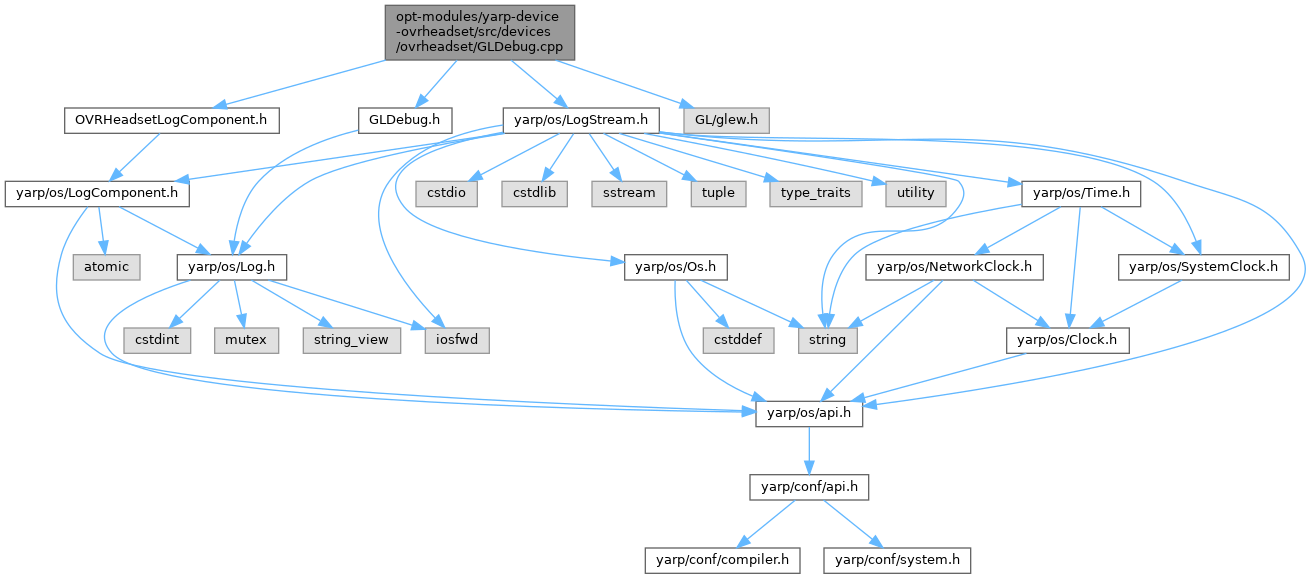 opt-modules/yarp-device
-ovrheadset/src/devices
/ovrheadset/GLDebug.cpp
OVRHeadsetLogComponent.h
GLDebug.h
yarp/os/LogStream.h
GL/glew.h
yarp/os/LogComponent.h
cstdio
cstdlib
sstream
tuple
type_traits
utility
yarp/os/Time.h
atomic
yarp/os/Log.h
yarp/os/Os.h
yarp/os/NetworkClock.h
yarp/os/SystemClock.h
cstdint
mutex
string_view
iosfwd
cstddef
string
yarp/os/Clock.h
yarp/os/api.h
yarp/conf/api.h
yarp/conf/compiler.h
yarp/conf/system.h